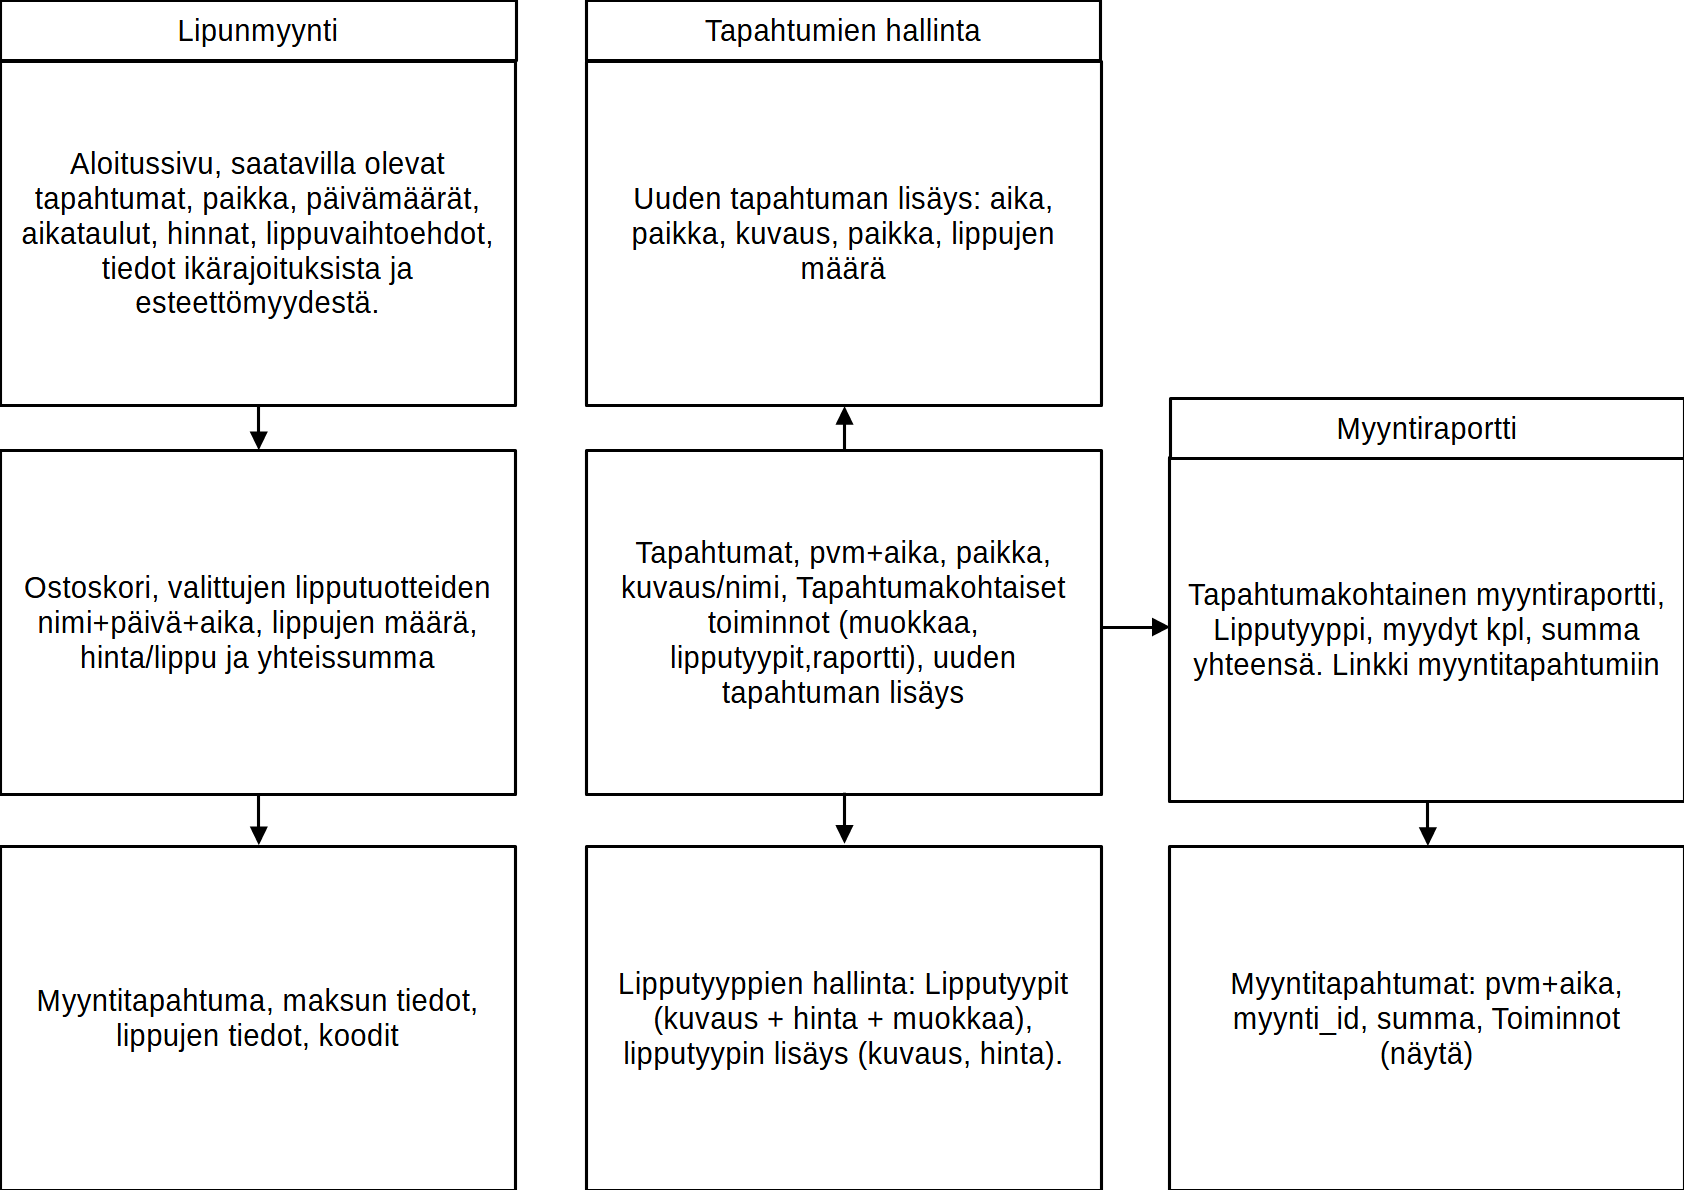 Lipunmyynti
Aloitussivu, saatavilla olevat
tapahtumat, paikka, päivämäärät,
aikataulut, hinnat, lippuvaihtoehdot,
tiedot ikärajoituksista ja
esteettömyydestä.
Ostoskori, valittujen lipputuotteiden
nimi+päivä+aika, lippujen määrä,
hinta/lippu ja yhteissumma
Myyntitapahtuma, maksun tiedot,
lippujen tiedot, koodit
Tapahtumien hallinta
Uuden tapahtuman lisäys: aika,
paikka, kuvaus, paikka, lippujen
määrä
Tapahtumat, pvm+aika, paikka,
kuvaus/nimi, Tapahtumakohtaiset
toiminnot (muokkaa,
lipputyypit,raportti), uuden
tapahtuman lisäys
Lipputyyppien hallinta: Lipputyypit
(kuvaus + hinta + muokkaa),
lipputyypin lisäys (kuvaus, hinta).
Myyntiraportti
Tapahtumakohtainen myyntiraportti,
Lipputyyppi, myydyt kpl, summa
yhteensä. Linkki myyntitapahtumiin
Myyntitapahtumat: pvm+aika,
myynti_id, summa, Toiminnot
(näytä)